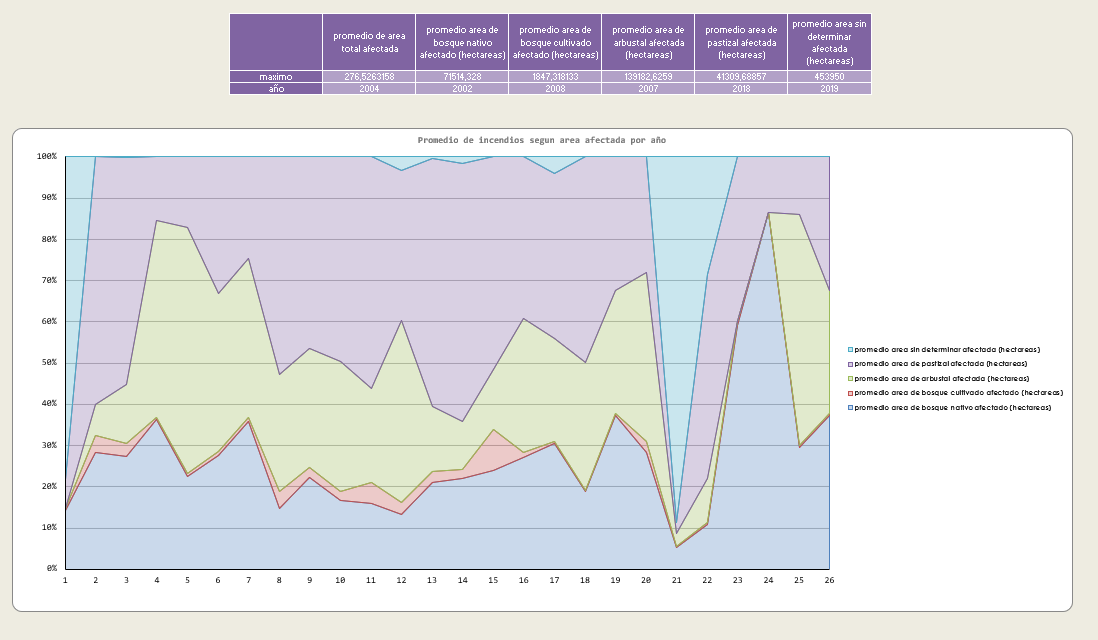 promedio de area
total afectada
promedio area de
bosque nativo
afectado (hectareas)
promedio area de
bosque cultivado
afectado (hectareas)
promedio area de
arbustal afectada
(hectareas)
promedio area de
pastizal afectada
(hectareas)
promedio area sin
determinar
afectada
(hectareas)
maximo 276,5263158 71514,328 1847,318133 139182,6259 41309,68857 453950
año 2004 2002 2008 2007 2018 2019
Promedio de incendios segun area afectada por año
100%
90%
80%
70%
60%
50%
40%
30%
20%
10%
0%
1 2 3 4 5 6 7 8 9 10 11 12 13 14 15 16 17 18 19 20 21 22 23 24 25 26
promedio area sin determinar afectada (hectareas)
promedio area de pastizal afectada (hectareas)
promedio area de arbustal afectada (hectareas)
promedio area de bosque cultivado afectado (hectareas)
promedio area de bosque nativo afectado (hectareas)